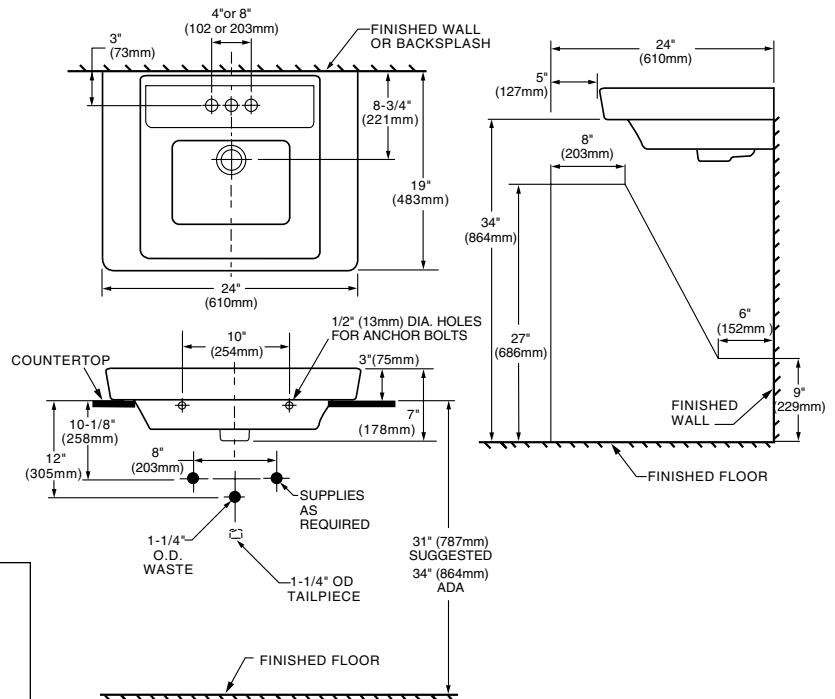 4"or 8"
(102 or 203mm)
3"
(73mm)
FINISHED WALL
OR BACKSPLASH
8-3/4"
(221mm)
19"
(483mm)
24"
(610mm)
24"
(610mm)
5"
(127mm)
8"
(203mm)
34"
(864mm)
27"
(686mm)
6"
(152mm
9"
(229mm)
FINISHED
WALL
FINISHED FLOOR
1/2" (13mm) DIA. HOLES
FOR ANCHOR BOLTS
10"
(254mm)
COUNTERTOP
3"(75mm)
7"
(178mm)
10-1/8"
(258mm)
12"
(305mm)
8"
(203mm)
SUPPLIES
AS
REQUIRED
1-1/4"
O.D.
WASTE
1-1/4" OD
TAILPIECE
31" (787mm)
SUGGESTED
34" (864mm)
ADA
FINISHED FLOOR